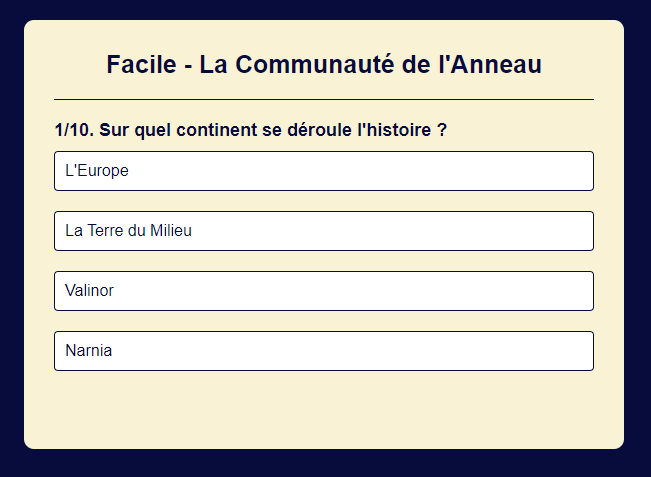 Facile - La Communauté de l'Anneau
1/10. Sur quel continent se déroule l'histoire ?
L'Europe
La Terre du Milieu
Valinor
Narnia